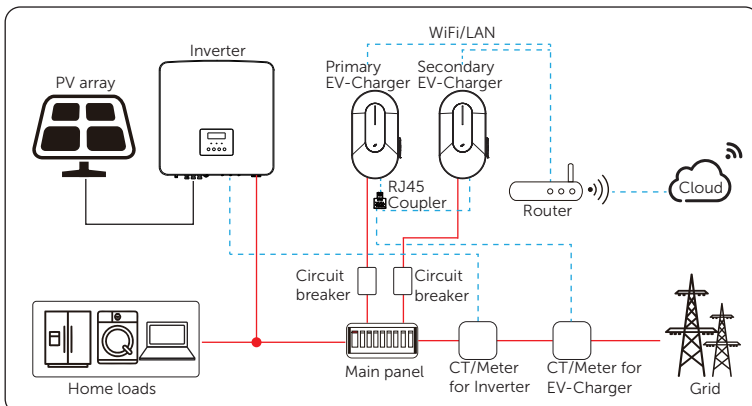 WiFi/LAN
Inverter
PV array
Primary
EV-Charger
Secondary
EV-Charger
RJ45
Coupler
Router
Cloud
Circuit
breaker
Circuit
breaker
Home loads
Main panel
CT/Meter
for Inverter
CT/Meter for
EV-Charger
Grid